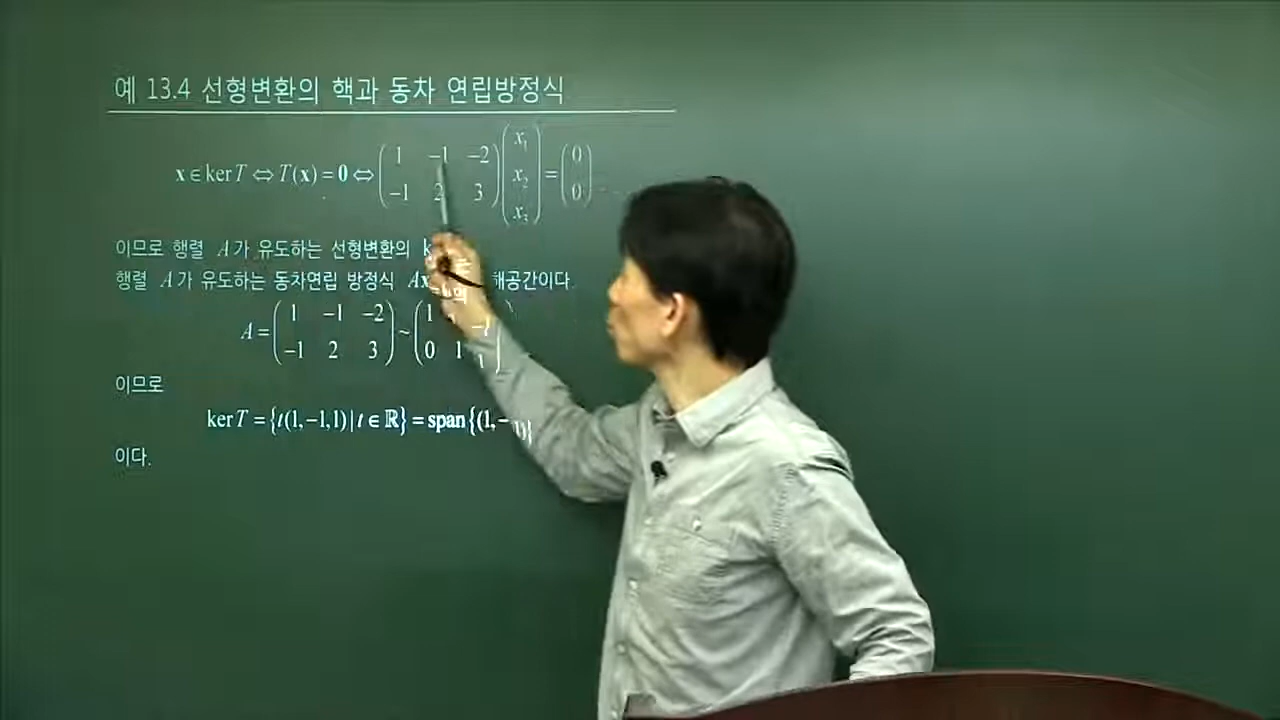 예 13.4 선형변환의 핵과 동차 연립방정식
x ∈ ker T ⇔ T(x) = 0 ⇔ ( 1 −1 −2 ; −1 2 3 ) ( x₁ ; x₂ ; x₃ ) = ( 0 ; 0 )
이므로 행렬 A가 유도하는 선형변환의
행렬 A가 유도하는 동차연립 방정식 Ax 해공간이다.
A = ( 1 −1 −2 ; −1 2 3 ) ~ ( 1 −1 ; 0 1 1 )
이므로
ker T = {t(1, −1, 1) | t ∈ ℝ} = span{(1, − 1)}
이다.